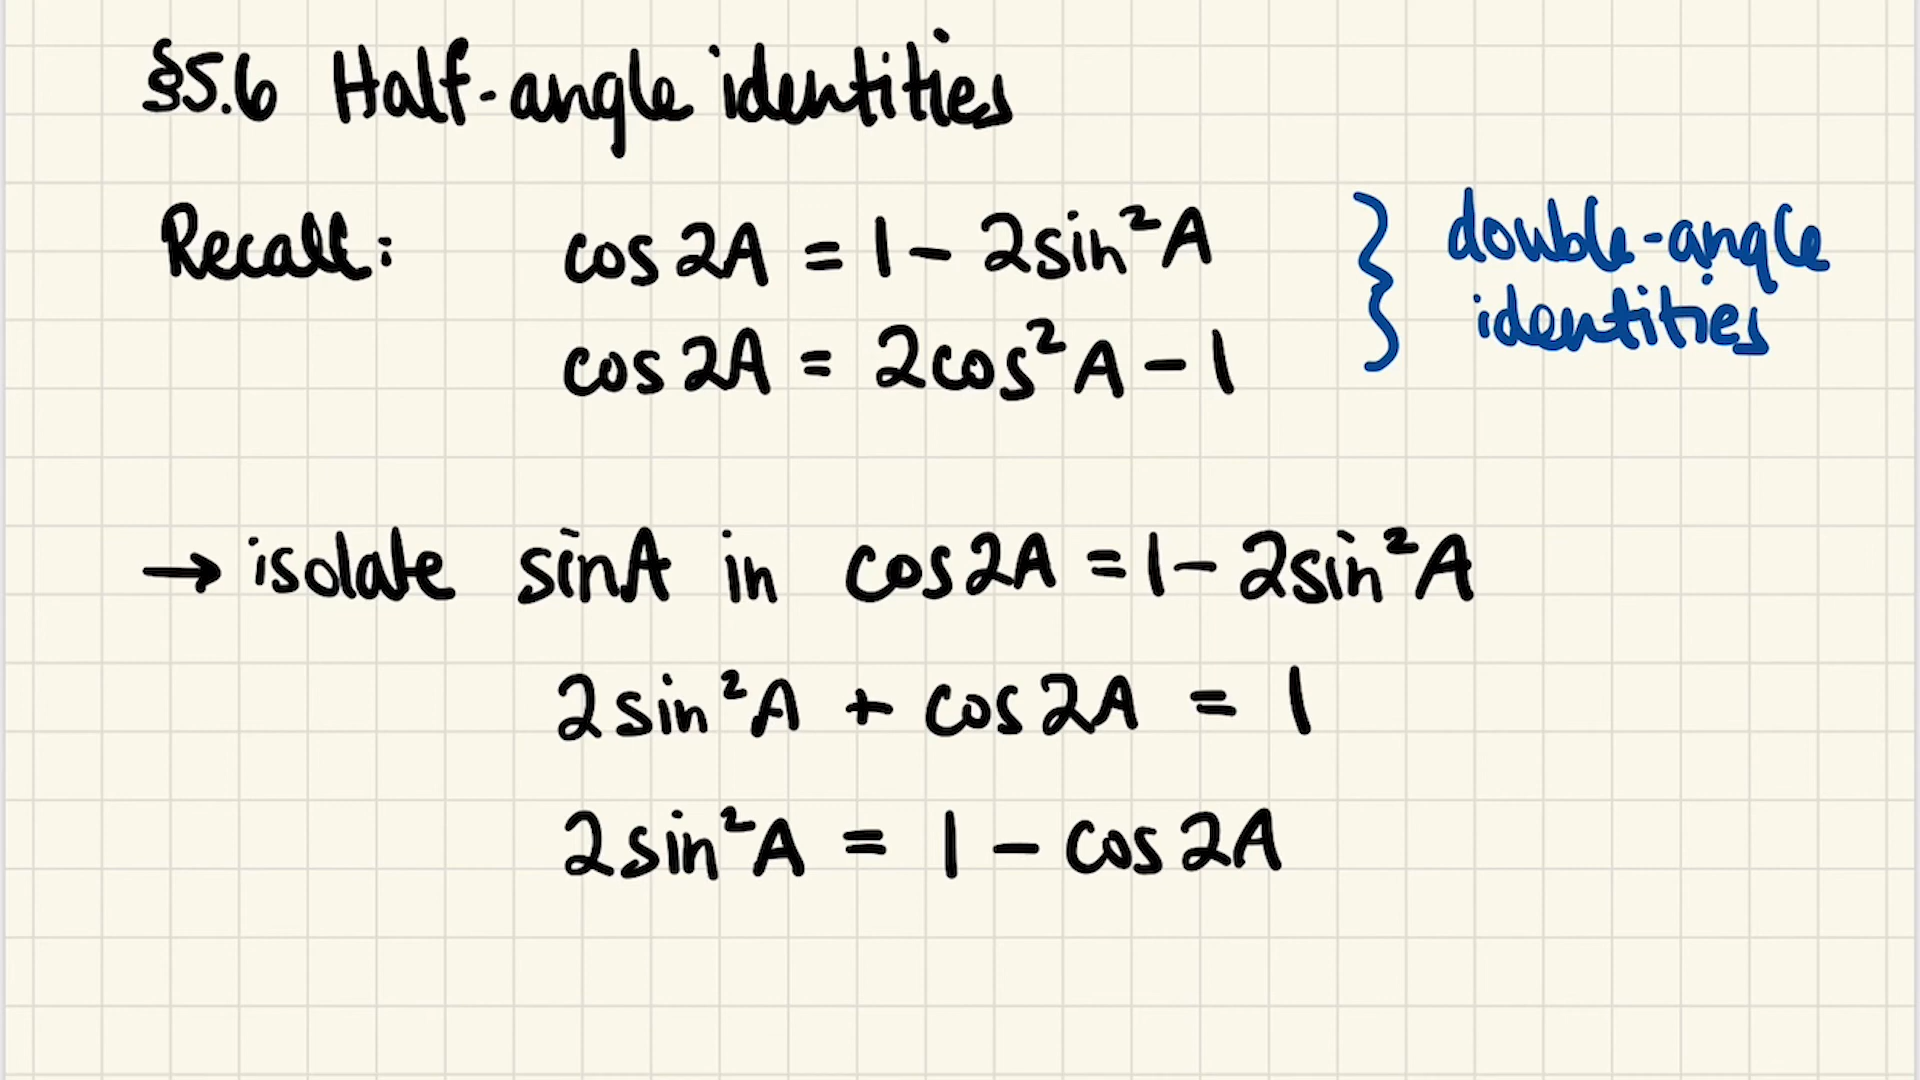 §5.6 Half-angle identities
Recall: cos 2A = 1 - 2sin²A
cos 2A = 2cos²A - 1
} double-angle
identities
→ isolate sinA in cos 2A = 1 - 2sin²A
2sin²A + cos 2A = 1
2sin²A = 1 - cos 2A